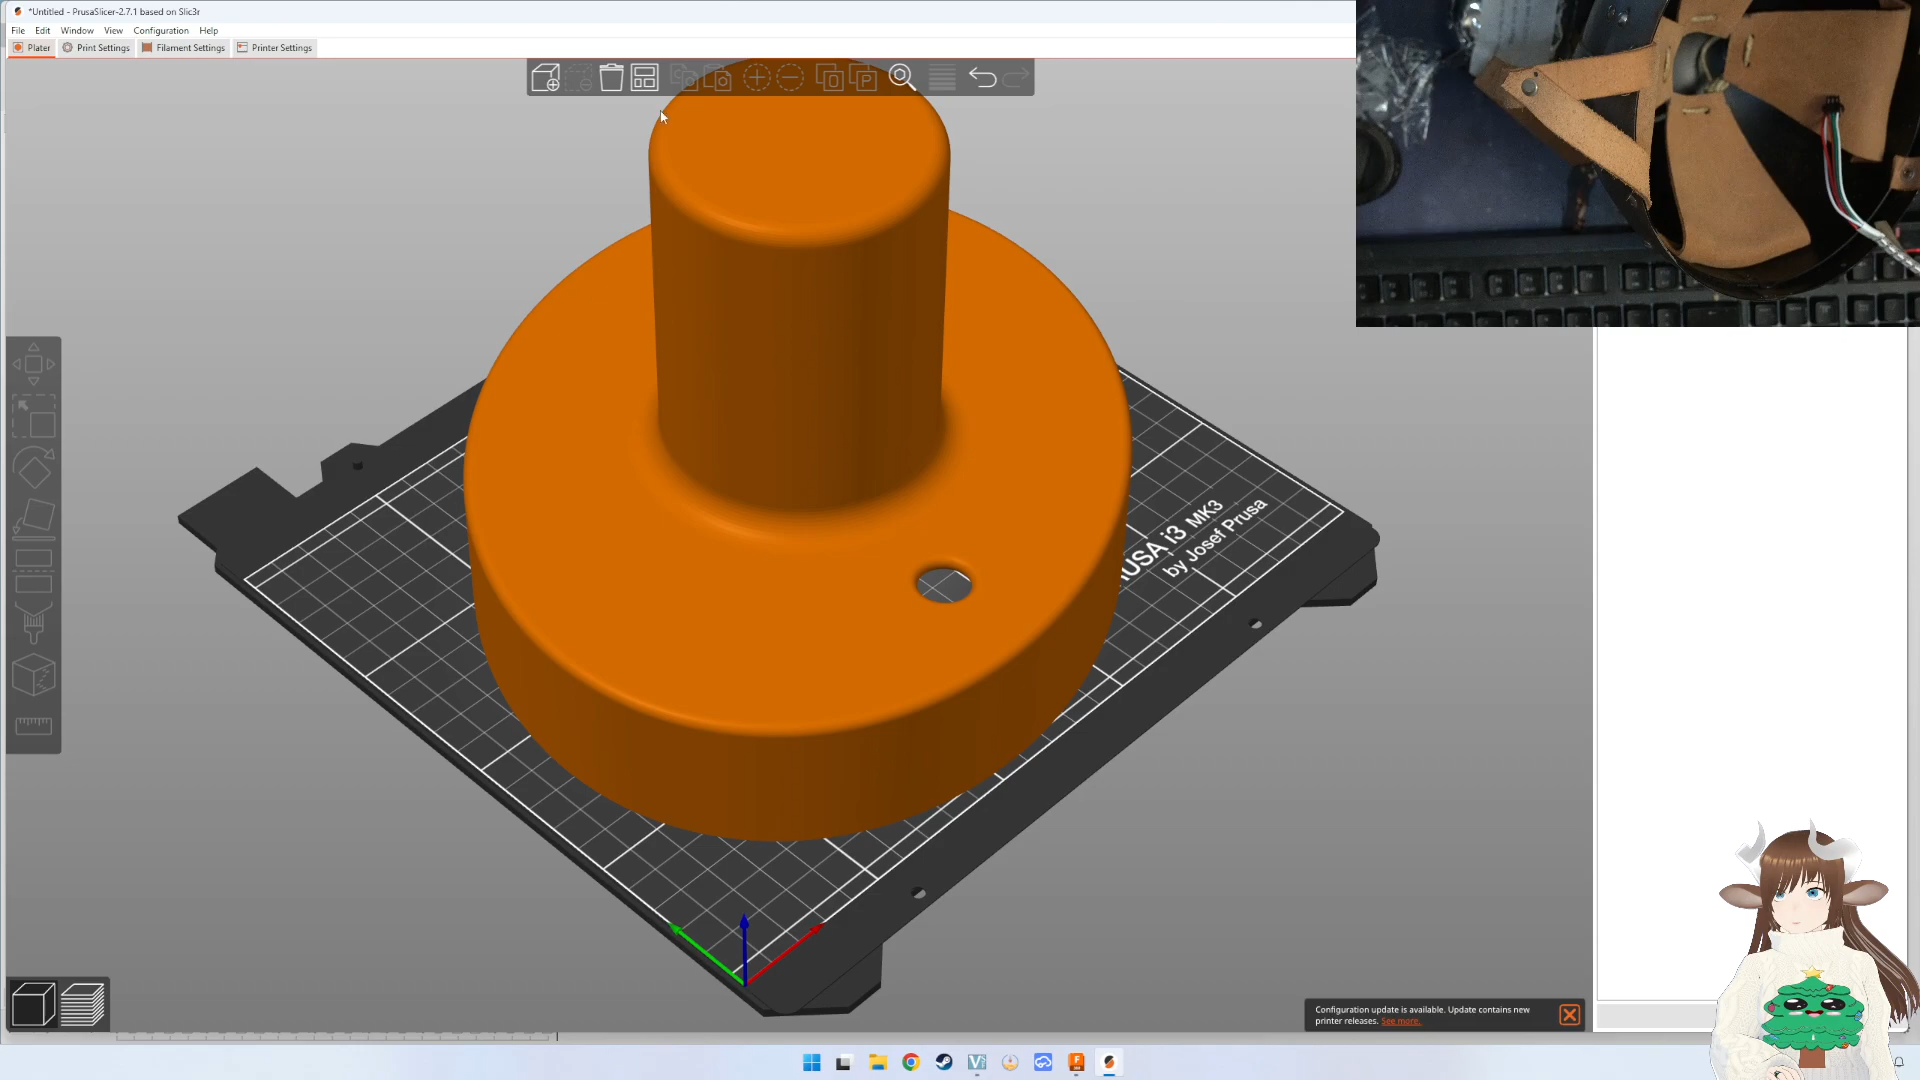 *Untitled - PrusaSlicer-2.7.1 based on Slic3r
File Edit Window View Configuration Help
Plater Print Settings Filament Settings Printer Settings
USA i3 MK3
by Josef Prusa
Configuration update is available. Update contains new
printer releases. See more.